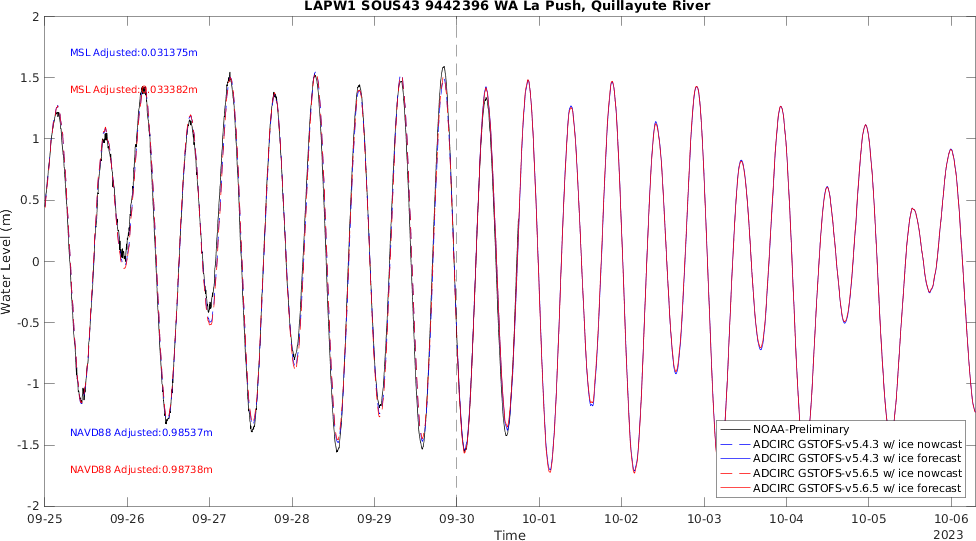 LAPW1 SOUS43 9442396 WA La Push, Quillayute River
2
1.5
1
0.5
0
-0.5
-1
-1.5
-2
Water Level (m)
MSL Adjusted:0.031375m
MSL Adjusted:0.033382m
NAVD88 Adjusted:0.98537m
NAVD88 Adjusted:0.98738m
NOAA-Preliminary
ADCIRC GSTOFS-v5.4.3 w/ ice nowcast
ADCIRC GSTOFS-v5.4.3 w/ ice forecast
ADCIRC GSTOFS-v5.6.5 w/ ice nowcast
ADCIRC GSTOFS-v5.6.5 w/ ice forecast
09-25 09-26 09-27 09-28 09-29 09-30 10-01 10-02 10-03 10-04 10-05 10-06
2023
Time